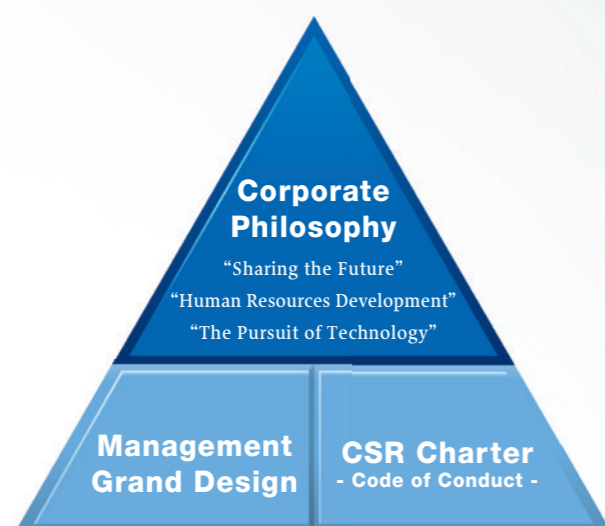 Corporate
Philosophy
“Sharing the Future”
“Human Resources Development”
“The Pursuit of Technology”
Management
Grand Design
CSR Charter
- Code of Conduct -